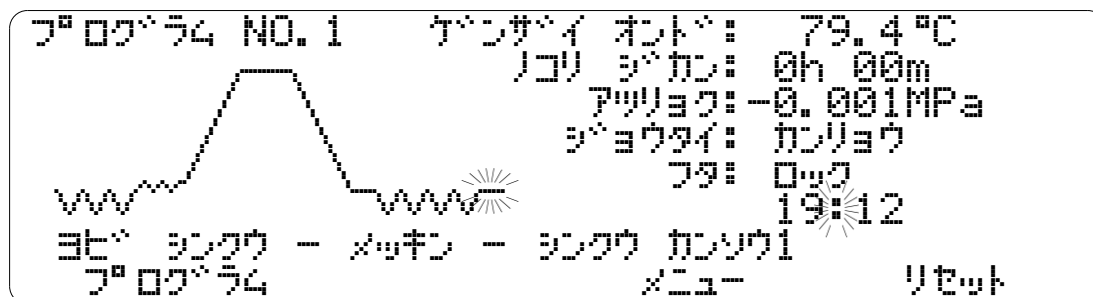 プログラム NO. 1 ゲンザイ オンド: 79.4℃
ノコリ ジカン: 0h 00m
アツリョク:-0.001MPa
ジョウタイ: カンリョウ
フタ: ロック
19:12
ヨビ シンクウ - メッキン - シンクウ カンソウ1
プログラム メニュー リセット